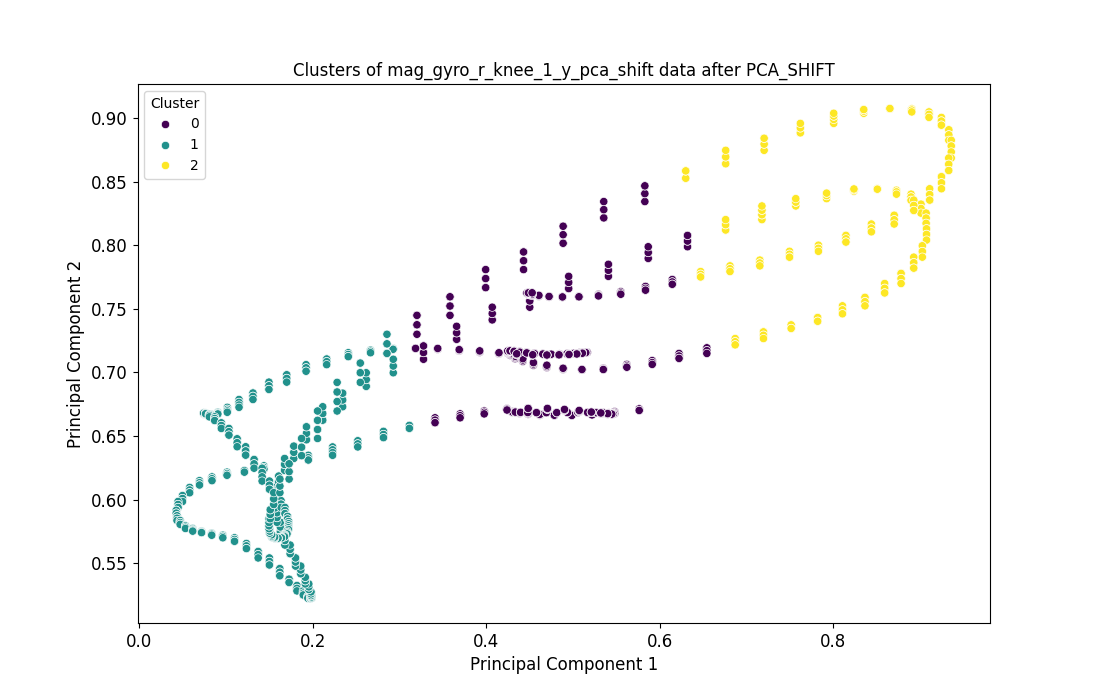 Clusters of mag_gyro_r_knee_1_y_pca_shift data after PCA_SHIFT
Cluster
0
1
2
0.90
0.85
0.80
0.75
0.70
0.65
0.60
0.55
Principal Component 2
0.0 0.2 0.4 0.6 0.8
Principal Component 1